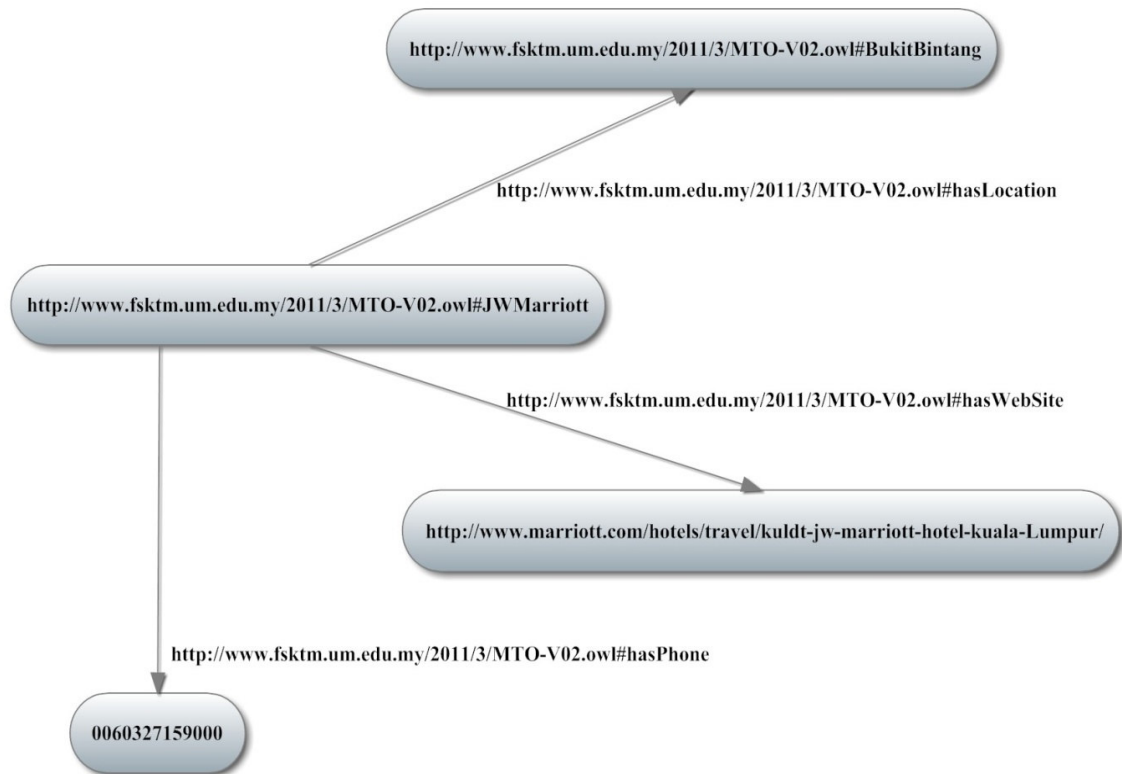 http://www.fsktm.um.edu.my/2011/3/MTO-V02.owl#BukitBintang
http://www.fsktm.um.edu.my/2011/3/MTO-V02.owl#hasLocation
http://www.fsktm.um.edu.my/2011/3/MTO-V02.owl#JWMarriott
http://www.fsktm.um.edu.my/2011/3/MTO-V02.owl#hasWebSite
http://www.marriott.com/hotels/travel/kuldt-jw-marriott-hotel-kuala-Lumpur/
http://www.fsktm.um.edu.my/2011/3/MTO-V02.owl#hasPhone
0060327159000